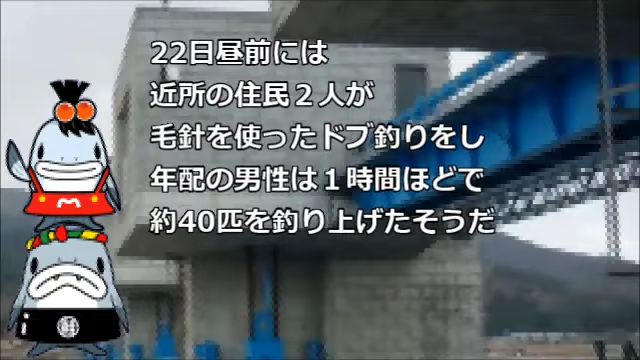 22日昼前には
近所の住民２人が
毛針を使ったドブ釣りをし
年配の男性は１時間ほどで
約40匹を釣り上げたそうだ